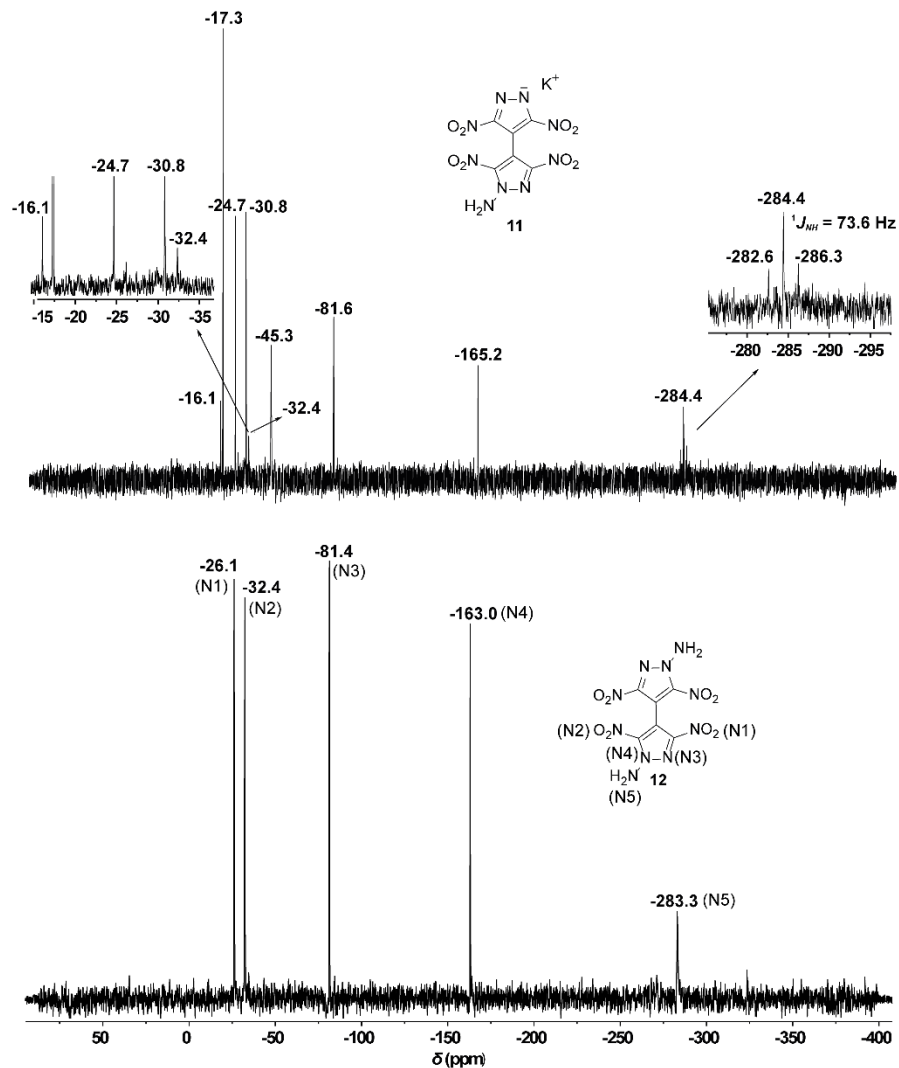 -17.3
N N̄ K⁺
O₂N NO₂
O₂N NO₂
N N
H₂N
11
-16.1
-24.7
-30.8
-32.4
-15 -20 -25 -30 -35
-24.7
-30.8
-45.3
-16.1
-32.4
-81.6
-165.2
-284.4
-284.4
¹J_NH = 73.6 Hz
-282.6
-286.3
-280 -285 -290 -295
-26.1
(N1)
-32.4
(N2)
-81.4
(N3)
-163.0 (N4)
-283.3 (N5)
NH₂
N N
O₂N NO₂
(N2) O₂N NO₂ (N1)
(N4) N N(N3)
H₂N 12
(N5)
50 0 -50 -100 -150 -200 -250 -300 -350 -400
δ (ppm)